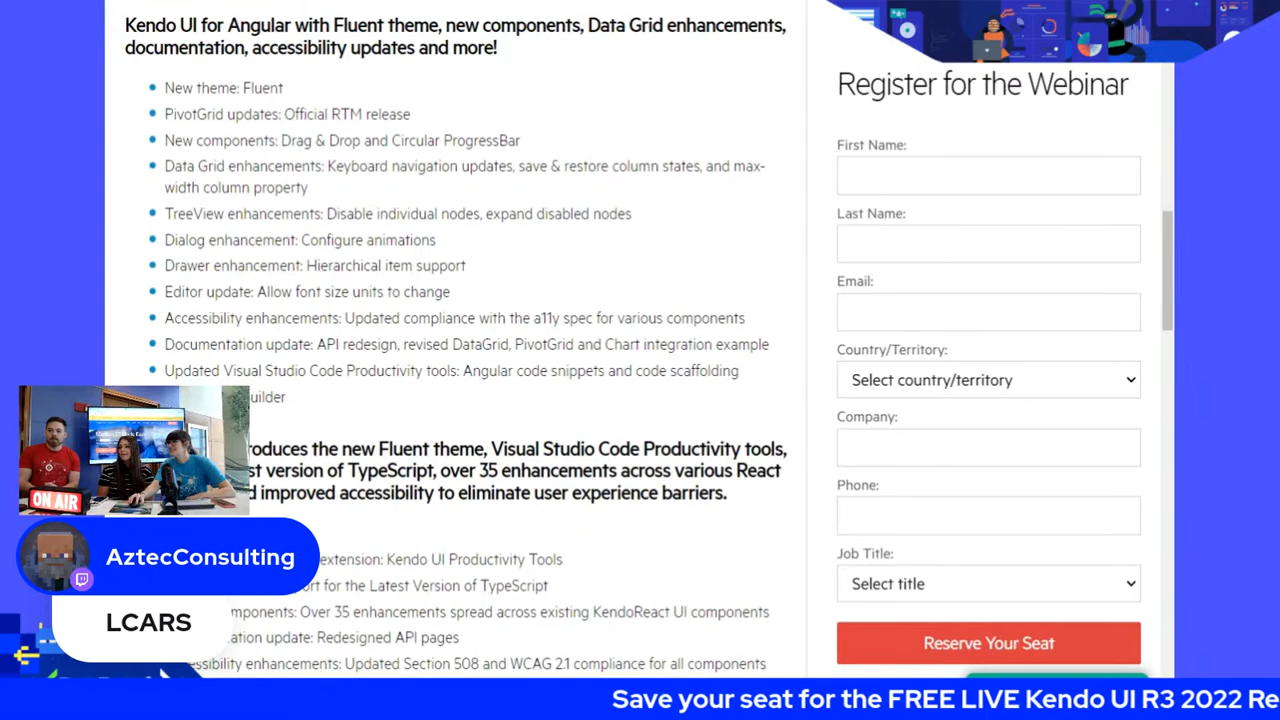 Kendo UI for Angular with Fluent theme, new components, Data Grid enhancements,
documentation, accessibility updates and more!
New theme: Fluent
PivotGrid updates: Official RTM release
New components: Drag & Drop and Circular ProgressBar
Data Grid enhancements: Keyboard navigation updates, save & restore column states, and max-
width column property
TreeView enhancements: Disable individual nodes, expand disabled nodes
Dialog enhancement: Configure animations
Drawer enhancement: Hierarchical item support
Editor update: Allow font size units to change
Accessibility enhancements: Updated compliance with the a11y spec for various components
Documentation update: API redesign, revised DataGrid, PivotGrid and Chart integration example
Updated Visual Studio Code Productivity tools: Angular code snippets and code scaffolding
uilder
roduces the new Fluent theme, Visual Studio Code Productivity tools,
st version of TypeScript, over 35 enhancements across various React
d improved accessibility to eliminate user experience barriers.
extension: Kendo UI Productivity Tools
ort for the Latest Version of TypeScript
mponents: Over 35 enhancements spread across existing KendoReact UI components
tation update: Redesigned API pages
ssibility enhancements: Updated Section 508 and WCAG 2.1 compliance for all components
Register for the Webinar
First Name:
Last Name:
Email:
Country/Territory:
Select country/territory
Company:
Phone:
Job Title:
Select title
Reserve Your Seat
ON AIR
AztecConsulting
LCARS
Save your seat for the FREE LIVE Kendo UI R3 2022 Re